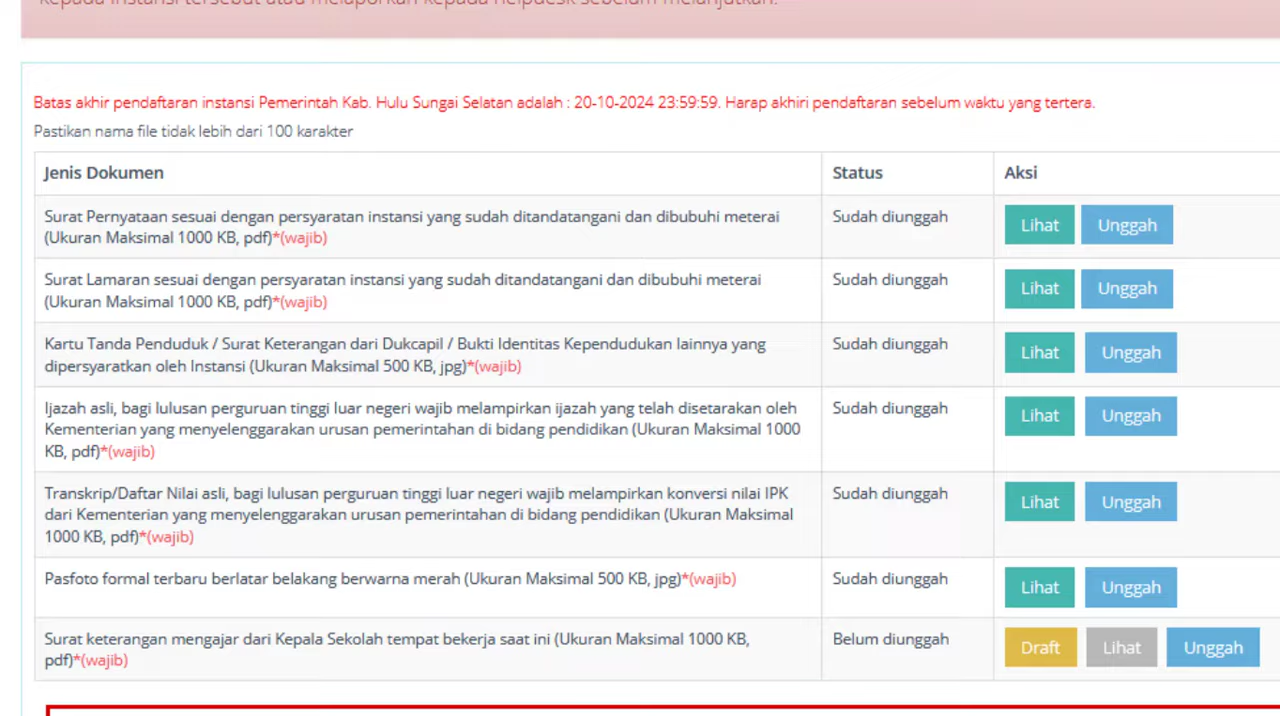 kepada instansi tersebut atau melaporkan kepada helpdesk sebelum melanjutkan.
Batas akhir pendaftaran instansi Pemerintah Kab. Hulu Sungai Selatan adalah : 20-10-2024 23:59:59. Harap akhiri pendaftaran sebelum waktu yang tertera.
Pastikan nama file tidak lebih dari 100 karakter
Jenis Dokumen Status Aksi
Surat Pernyataan sesuai dengan persyaratan instansi yang sudah ditandatangani dan dibubuhi meterai
(Ukuran Maksimal 1000 KB, pdf)*(wajib)
Sudah diunggah
Lihat Unggah
Surat Lamaran sesuai dengan persyaratan instansi yang sudah ditandatangani dan dibubuhi meterai
(Ukuran Maksimal 1000 KB, pdf)*(wajib)
Sudah diunggah
Lihat Unggah
Kartu Tanda Penduduk / Surat Keterangan dari Dukcapil / Bukti Identitas Kependudukan lainnya yang
dipersyaratkan oleh Instansi (Ukuran Maksimal 500 KB, jpg)*(wajib)
Sudah diunggah
Lihat Unggah
Ijazah asli, bagi lulusan perguruan tinggi luar negeri wajib melampirkan ijazah yang telah disetarakan oleh
Kementerian yang menyelenggarakan urusan pemerintahan di bidang pendidikan (Ukuran Maksimal 1000
KB, pdf)*(wajib)
Sudah diunggah
Lihat Unggah
Transkrip/Daftar Nilai asli, bagi lulusan perguruan tinggi luar negeri wajib melampirkan konversi nilai IPK
dari Kementerian yang menyelenggarakan urusan pemerintahan di bidang pendidikan (Ukuran Maksimal
1000 KB, pdf)*(wajib)
Sudah diunggah
Lihat Unggah
Pasfoto formal terbaru berlatar belakang berwarna merah (Ukuran Maksimal 500 KB, jpg)*(wajib)
Sudah diunggah
Lihat Unggah
Surat keterangan mengajar dari Kepala Sekolah tempat bekerja saat ini (Ukuran Maksimal 1000 KB,
pdf)*(wajib)
Belum diunggah
Draft Lihat Unggah